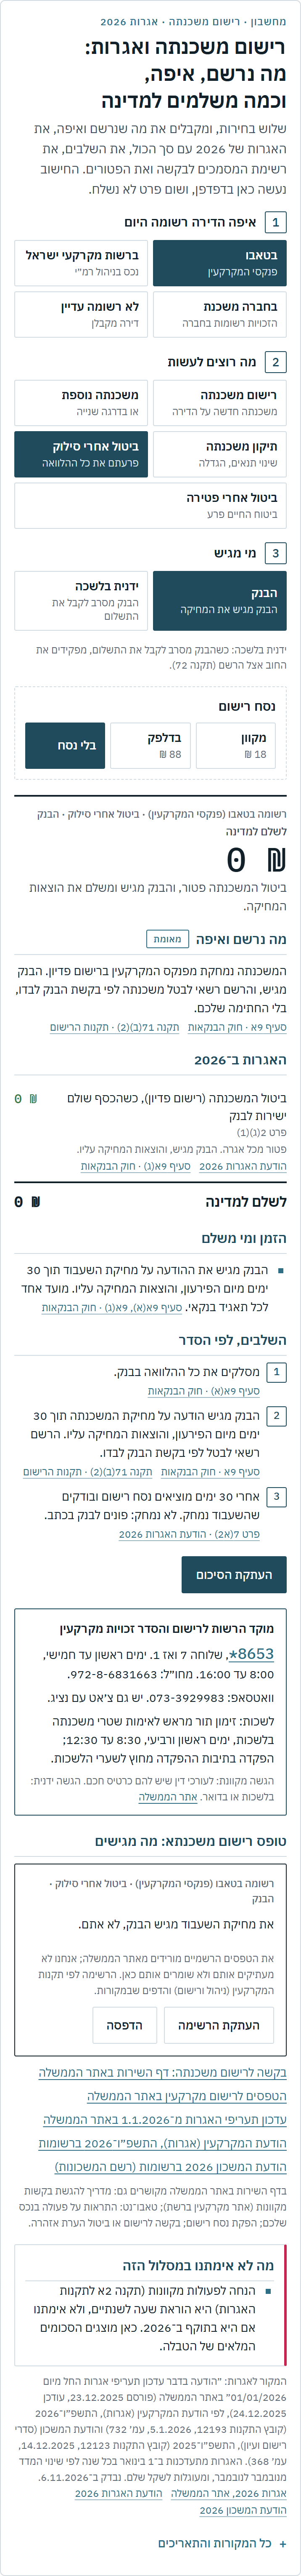 מחשבון · רישום משכנתה · אגרות 2026
רישום משכנתה ואגרות:
מה נרשם, איפה,
וכמה משלמים למדינה
שלוש בחירות, ומקבלים את מה שנרשם ואיפה, את
האגרות של 2026 עם סך הכול, את השלבים, את
רשימת המסמכים לבקשה ואת הפטורים. החישוב
נעשה כאן בדפדפן, ושום פרט לא נשלח.
1 איפה הדירה רשומה היום
בטאבו
פנקסי המקרקעין
ברשות מקרקעי ישראל
נכס בניהול רמ״י
בחברה משכנת
הזכויות רשומות בחברה
לא רשומה עדיין
דירה מקבלן
2 מה רוצים לעשות
רישום משכנתה
משכנתה חדשה על הדירה
משכנתה נוספת
או בדרגה שנייה
תיקון משכנתה
שינוי תנאים, הגדלה
ביטול אחרי סילוק
פרעתם את כל ההלוואה
ביטול אחרי פטירה
ביטוח החיים פרע
3 מי מגיש
הבנק
הבנק מגיש את המחיקה
ידנית בלשכה
הבנק מסרב לקבל את
התשלום
ידנית בלשכה: כשהבנק מסרב לקבל את התשלום, מפקידים את
החוב אצל הרשם (תקנה 72).
נסח רישום
מקוון
18 ₪
בדלפק
88 ₪
בלי נסח
רשומה בטאבו (פנקסי המקרקעין) · ביטול אחרי סילוק · הבנק
לשלם למדינה
0 ₪
ביטול המשכנתה פטור, והבנק מגיש ומשלם את הוצאות
המחיקה.
מה נרשם ואיפה מאומת
המשכנתה נמחקת מפנקס המקרקעין ברישום פדיון. הבנק
מגיש, והרשם רשאי לבטל משכנתה לפי בקשת הבנק לבדו,
בלי החתימה שלכם.
סעיף 9א · חוק הבנקאות תקנה 71(ב)(2) · תקנות הרישום
האגרות ב־2026
ביטול המשכנתה (רישום פדיון), כשהכסף שולם
ישירות לבנק
0 ₪
פרט 2(ג)(1)
פטור מכל אגרה. הבנק מגיש, והוצאות המחיקה עליו.
הודעת האגרות 2026 סעיף 9א(ג) · חוק הבנקאות
לשלם למדינה 0 ₪
הזמן ומי משלם
הבנק מגיש את ההודעה על מחיקת השעבוד תוך 30
ימים מיום הפירעון, והוצאות המחיקה עליו. מועד אחד
לכל תאגיד בנקאי. סעיף 9א(א), 9א(ג) · חוק הבנקאות
השלבים, לפי הסדר
1 מסלקים את כל ההלוואה בבנק.
סעיף 9א(א) · חוק הבנקאות
2 הבנק מגיש הודעה על מחיקת המשכנתה תוך 30
ימים מיום הפירעון, והוצאות המחיקה עליו. הרשם
רשאי לבטל לפי בקשת הבנק לבדו.
סעיף 9א · חוק הבנקאות תקנה 71(ב)(2) · תקנות הרישום
3 אחרי 30 ימים מוציאים נסח רישום ובודקים
שהשעבוד נמחק. לא נמחק: פונים לבנק בכתב.
פרט 7(א2) · הודעת האגרות 2026
העתקת הסיכום
מוקד הרשות לרישום והסדר זכויות מקרקעין
*8653, שלוחה 7 ואז 1. ימים ראשון עד חמישי,
8:00 עד 16:00. מחו״ל: 972-8-6831663.
וואטסאפ: 073-3929983. יש גם צ׳אט עם נציג.
לשכות: זימון תור מראש לאימות שטרי משכנתה
בלשכות, ימים ראשון ורביעי, 8:30 עד 12:30;
הפקדה בתיבות ההפקדה מחוץ לשערי הלשכות.
הגשה מקוונת: לעורכי דין שיש להם כרטיס חכם. הגשה ידנית:
בלשכות או בדואר. אתר הממשלה
טופס רישום משכנתא: מה מגישים
רשומה בטאבו (פנקסי המקרקעין) · ביטול אחרי סילוק ·
הבנק
את מחיקת השעבוד מגיש הבנק, לא אתם.
את הטפסים הרשמיים מורידים מאתר הממשלה; אנחנו לא
מעתיקים אותם ולא שומרים אותם כאן. הרשימה לפי תקנות
המקרקעין (ניהול ורישום) והדפים שבמקורות.
העתקת הרשימה
הדפסה
בקשה לרישום משכנתה: דף השירות באתר הממשלה
הטפסים לרישום מקרקעין באתר הממשלה
עדכון תעריפי האגרות מ־1.1.2026 באתר הממשלה
הודעת המקרקעין (אגרות), התשפ״ו־2026 ברשומות
הודעת המשכון 2026 ברשומות (רשם המשכונות)
בדף השירות באתר הממשלה מקושרים גם: מדריך להגשת בקשות
מקוונות (אתר מקרקעין ברשת); טאבו־נט: התראות על פעולה בנכס
שלכם; הפקת נסח רישום; בקשה לרישום או ביטול הערת אזהרה.
מה לא אימתנו במסלול הזה
הנחה לפעולות מקוונות (תקנה 2א לתקנות
האגרות) היא הוראת שעה לשנתיים, ולא אימתנו
אם היא בתוקף ב־2026. כאן מוצגים הסכומים
המלאים של הטבלה.
המקור לאגרות: ״הודעה בדבר עדכון תעריפי אגרות החל מיום
01/01/2026״ באתר הממשלה (פורסם 23.12.2025, עודכן
24.12.2025), לפי הודעת המקרקעין (אגרות), התשפ״ו־2026
(קובץ התקנות 12193, 5.1.2026, עמ׳ 732) והודעת המשכון (סדרי
רישום ועיון), התשפ״ו־2025 (קובץ התקנות 12123, 14.12.2025,
עמ׳ 368). האגרות מתעדכנות ב־1 בינואר בכל שנה לפי שינוי המדד
מנובמבר לנובמבר, ומעוגלות לשקל שלם. נבדק ב־6.11.2026.
אגרות 2026, אתר הממשלה הודעת האגרות 2026
הודעת המשכון 2026
+ כל המקורות והתאריכים